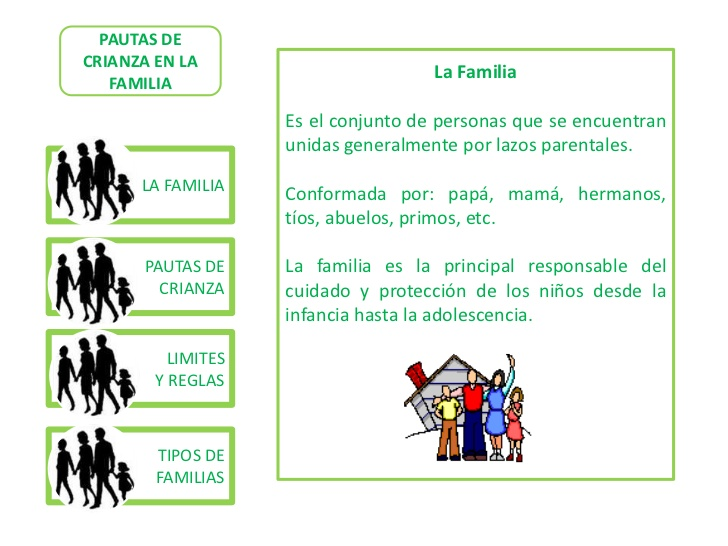 PAUTAS DE
CRIANZA EN LA
FAMILIA
LA FAMILIA
PAUTAS DE
CRIANZA
LIMITES
Y REGLAS
TIPOS DE
FAMILIAS
La Familia
Es el conjunto de personas que se encuentran
unidas generalmente por lazos parentales.
Conformada por: papá, mamá, hermanos,
tíos, abuelos, primos, etc.
La familia es la principal responsable del
cuidado y protección de los niños desde la
infancia hasta la adolescencia.